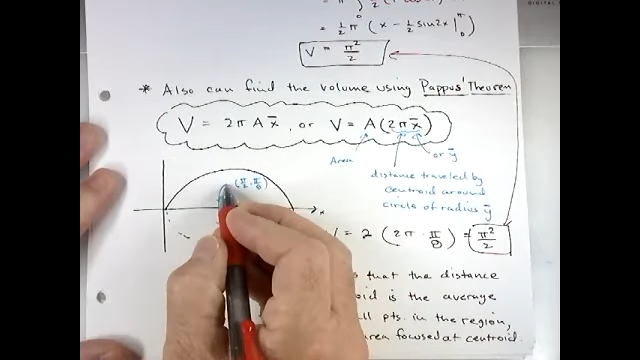 = ½π ( x − ½ sin2x |₀^π
V = π²/2
* Also can find the volume using Pappus' Theorem
V = 2π A x̄, or V = A (2π x̄)
Area
or ȳ
(π/2, π/8)
distance traveled by
centroid around
circle of radius ȳ
x
= 2 ( 2π · π/8 ) = π²/2
that the distance
is the average
pts. in the region,
area focused at centroid.